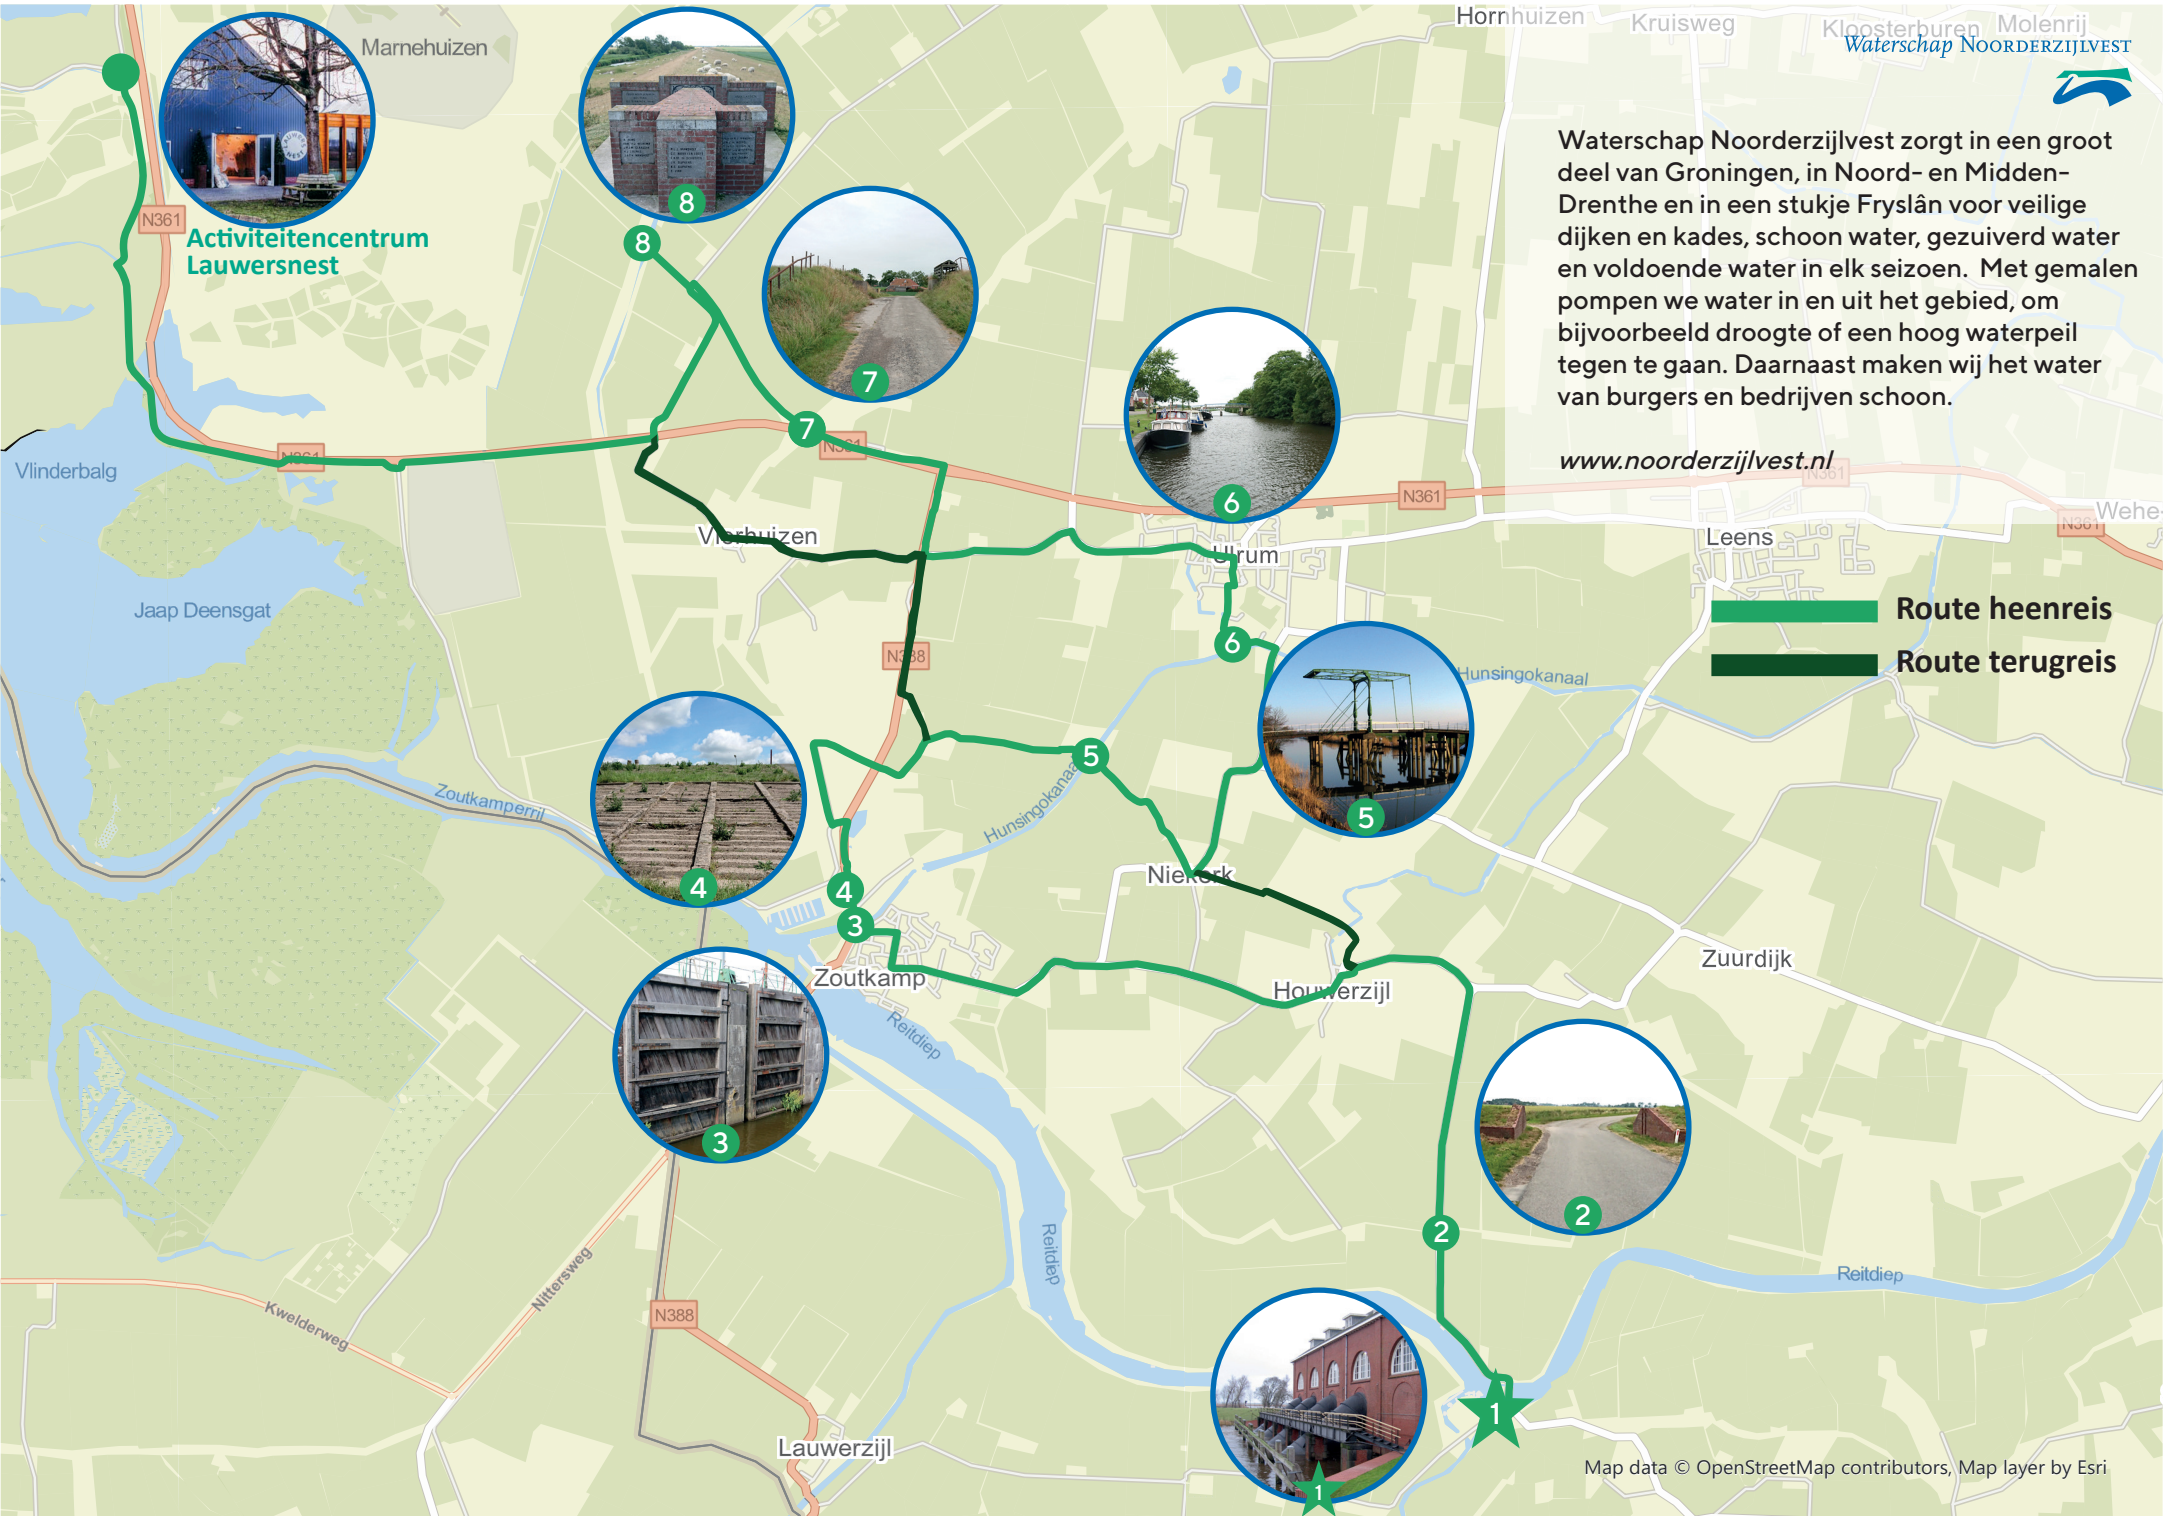 Hornhuizen
Kruisweg
Kloosterburen
Molenrij
Waterschap NOORDERZIJLVEST
Marnehuizen
Waterschap Noorderzijlvest zorgt in een groot
deel van Groningen, in Noord- en Midden-
Drenthe en in een stukje Fryslân voor veilige
dijken en kades, schoon water, gezuiverd water
en voldoende water in elk seizoen. Met gemalen
pompen we water in en uit het gebied, om
bijvoorbeeld droogte of een hoog waterpeil
tegen te gaan. Daarnaast maken wij het water
van burgers en bedrijven schoon.
www.noorderzijlvest.nl
N361
Activiteitencentrum
Lauwersnest
8
8
7
7
6
N361
N361
N361
N361
N361
Wehe-
Vlinderbalg
Vierhuizen
Ulrum
Leens
Jaap Deensgat
Route heenreis
Route terugreis
N388
6
Hunsingokanaal
5
Hunsingokanaal
5
Zoutkamperril
4
4
3
Niekerk
Zoutkamp
Houwerzijl
Zuurdijk
Reitdiep
3
2
2
Reitdiep
Reitdiep
Nittersweg
Kwelderweg
N388
1
1
Lauwerzijl
Map data © OpenStreetMap contributors, Map layer by Esri